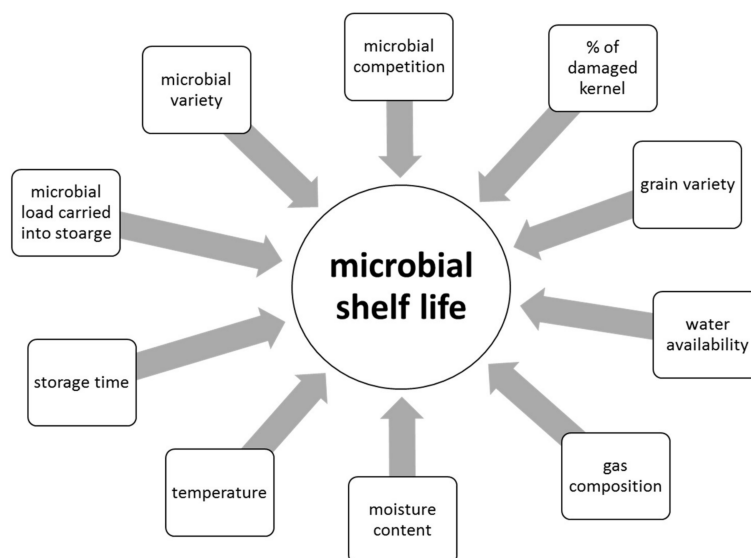 microbial
competition
% of
damaged
kernel
microbial
variety
grain variety
microbial
load carried
into stoarge
microbial
shelf life
water
availability
storage time
gas
composition
temperature
moisture
content